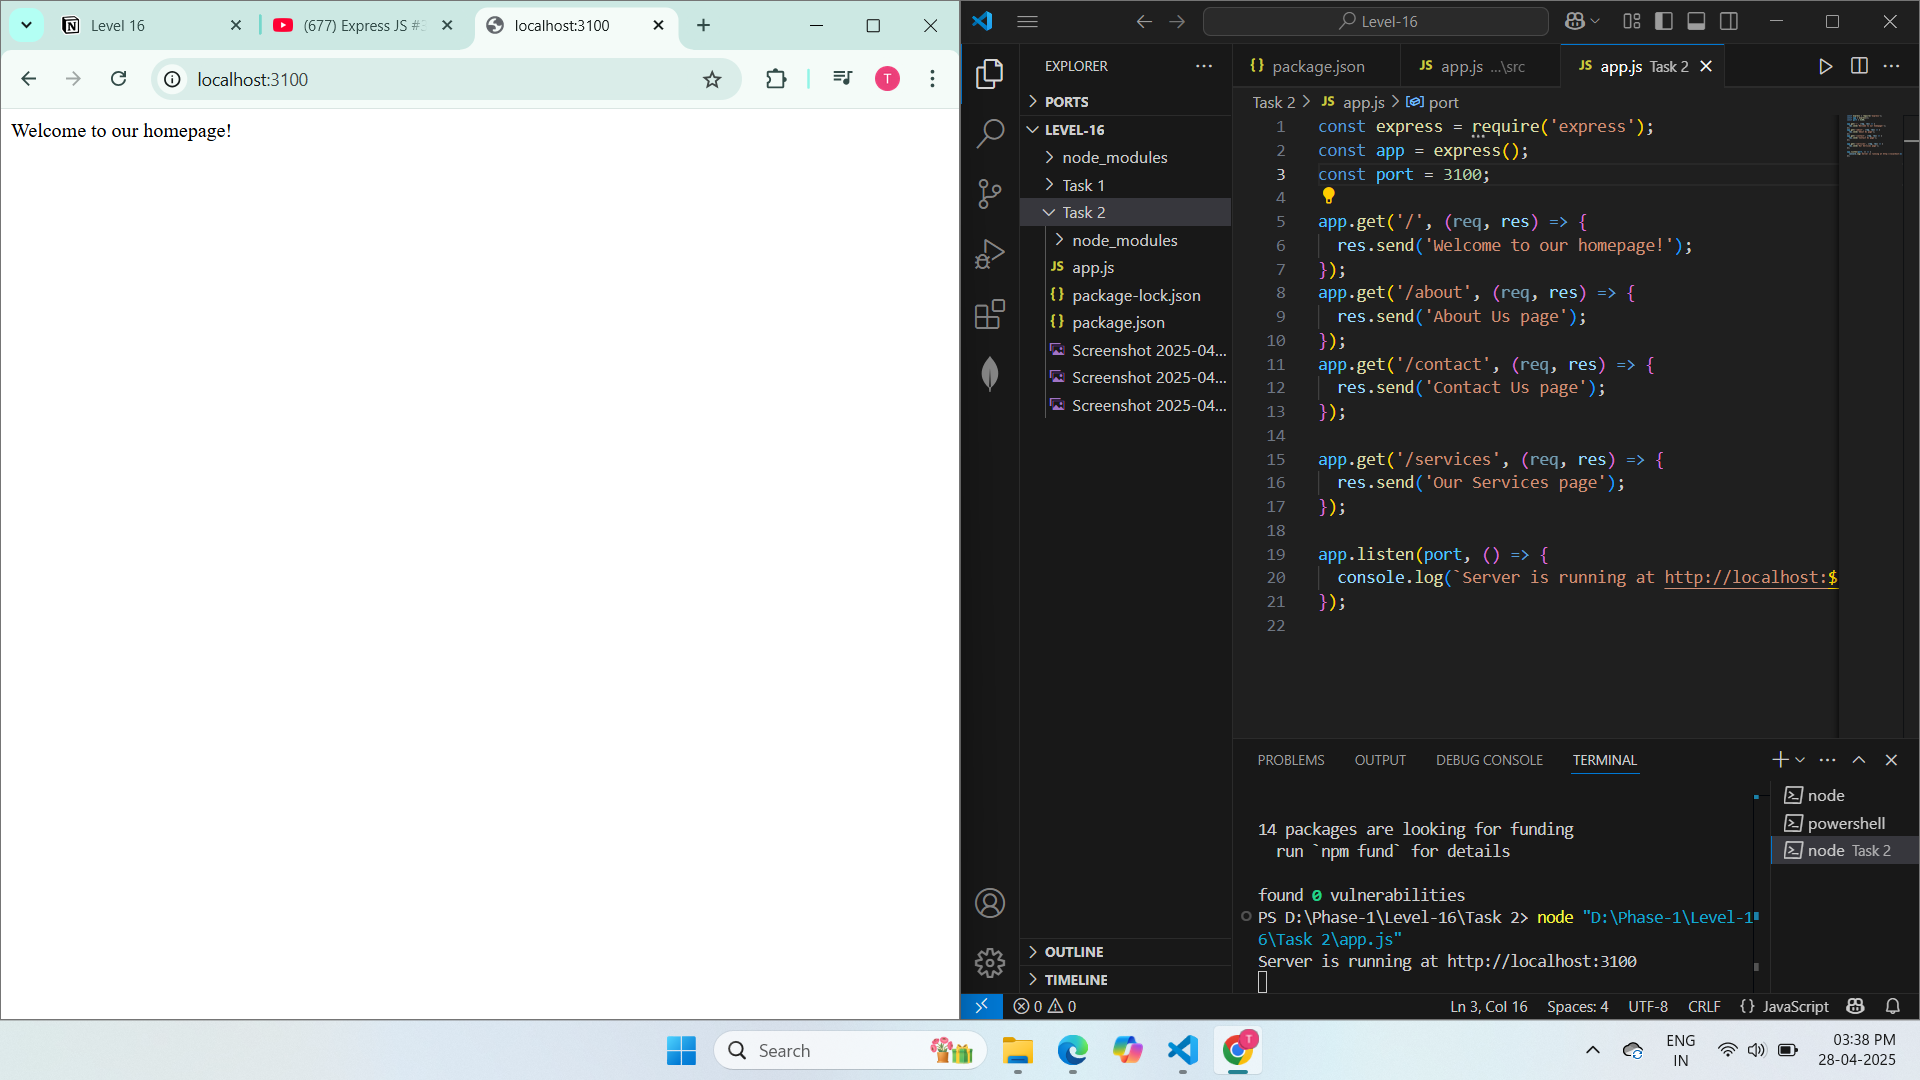 Level 16
(677) Express JS #
localhost:3100
localhost:3100
T
Welcome to our homepage!
Level-16
EXPLORER
PORTS
LEVEL-16
node_modules
Task 1
Task 2
node_modules
JS app.js
{} package-lock.json
{} package.json
Screenshot 2025-04...
Screenshot 2025-04...
Screenshot 2025-04...
OUTLINE
TIMELINE
{} package.json
JS app.js ...\src
JS app.js Task 2
Task 2 > JS app.js > port
1 const express = require('express');
2 const app = express();
3 const port = 3100;
4
5 app.get('/', (req, res) => {
6 res.send('Welcome to our homepage!');
7 });
8 app.get('/about', (req, res) => {
9 res.send('About Us page');
10 });
11 app.get('/contact', (req, res) => {
12 res.send('Contact Us page');
13 });
14
15 app.get('/services', (req, res) => {
16 res.send('Our Services page');
17 });
18
19 app.listen(port, () => {
20 console.log(`Server is running at http://localhost:$
21 });
22
PROBLEMS OUTPUT DEBUG CONSOLE TERMINAL
14 packages are looking for funding
run `npm fund` for details
found 0 vulnerabilities
PS D:\Phase-1\Level-16\Task 2> node "D:\Phase-1\Level-1
6\Task 2\app.js"
Server is running at http://localhost:3100
node
powershell
node Task 2
0 0
Ln 3, Col 16 Spaces: 4 UTF-8 CRLF {} JavaScript
Search
T
ENG
IN
03:38 PM
28-04-2025